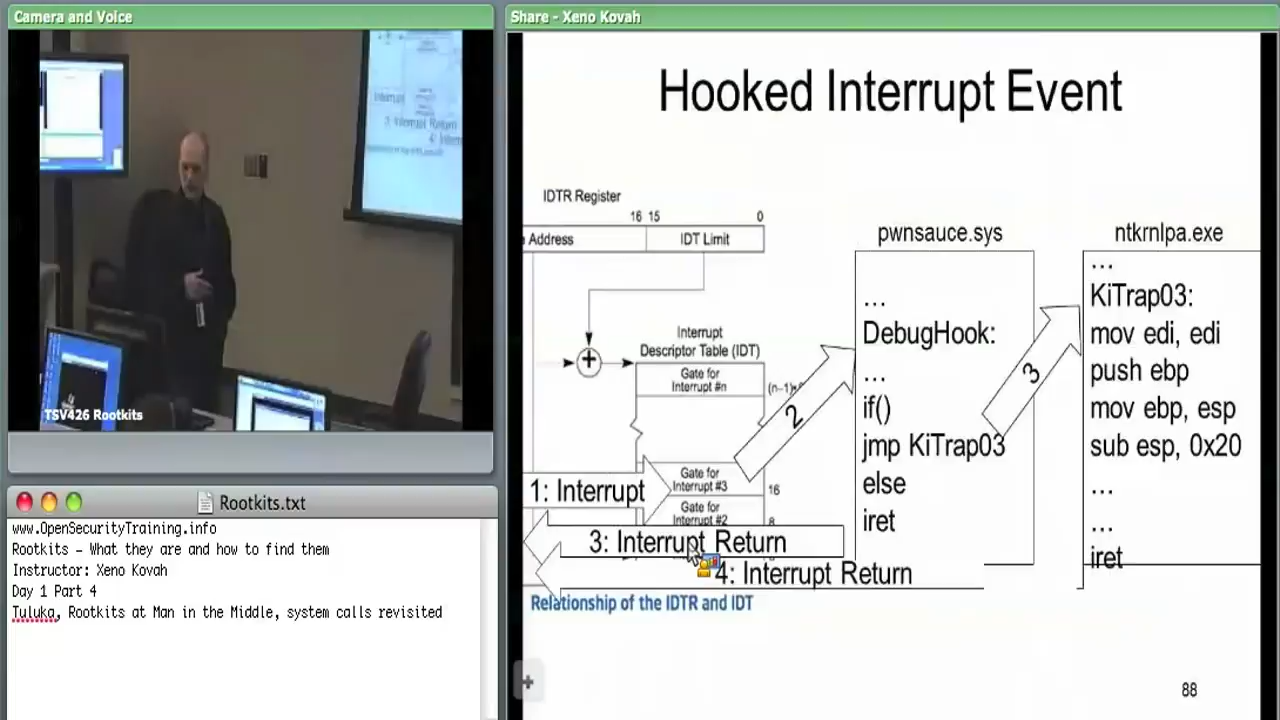 Camera and Voice
TSV426 Rootkits
Rootkits.txt
www.OpenSecurityTraining.info
Rootkits – What they are and how to find them
Instructor: Xeno Kovah
Day 1 Part 4
Tuluka, Rootkits at Man in the Middle, system calls revisited
Share - Xeno Kovah
Hooked Interrupt Event
IDTR Register
16 15 0
Address IDT Limit
+
Interrupt
Descriptor Table (IDT)
Gate for
Interrupt #n
Gate for
Interrupt #3
16
Gate for
Interrupt #2
8
1: Interrupt
2
3
3: Interrupt Return
4: Interrupt Return
Relationship of the IDTR and IDT
pwnsauce.sys
...
DebugHook:
...
if()
jmp KiTrap03
else
iret
ntkrnlpa.exe
...
KiTrap03:
mov edi, edi
push ebp
mov ebp, esp
sub esp, 0x20
...
...
iret
+
88